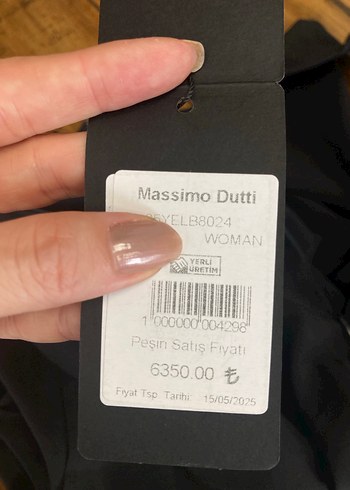 Massimo Dutti
25YELB8024
WOMAN
YERLİ
ÜRETİM
1 000000 004298
Peşin Satış Fiyatı
6350.00 ₺
Fiyat Tsp. Tarihi: 15/05/2025